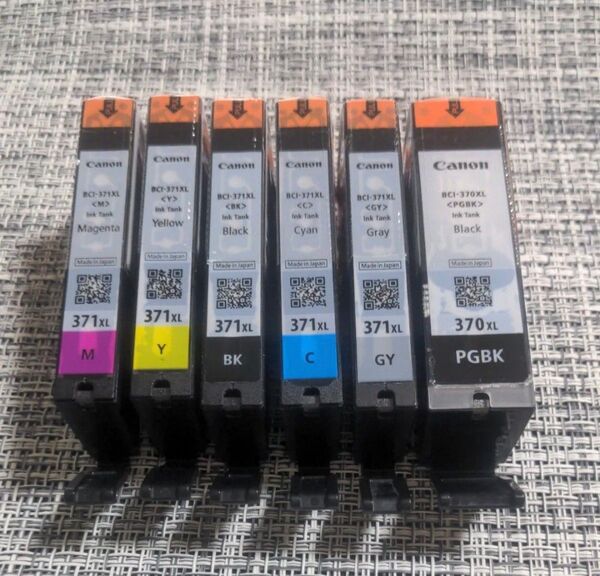 Canon
BCI-371XL
<M>
Ink Tank
Magenta
Made in Japan
371XL
M
Canon
BCI-371XL
<Y>
Ink Tank
Yellow
Made in Japan
371XL
Y
Canon
BCI-371XL
<BK>
Ink Tank
Black
Made in Japan
371XL
BK
Canon
BCI-371XL
<C>
Ink Tank
Cyan
Made in Japan
371XL
C
Canon
BCI-371XL
<GY>
Ink Tank
Gray
Made in Japan
371XL
GY
Canon
BCI-370XL
<PGBK>
Ink Tank
Black
Made in Japan
370XL
PGBK